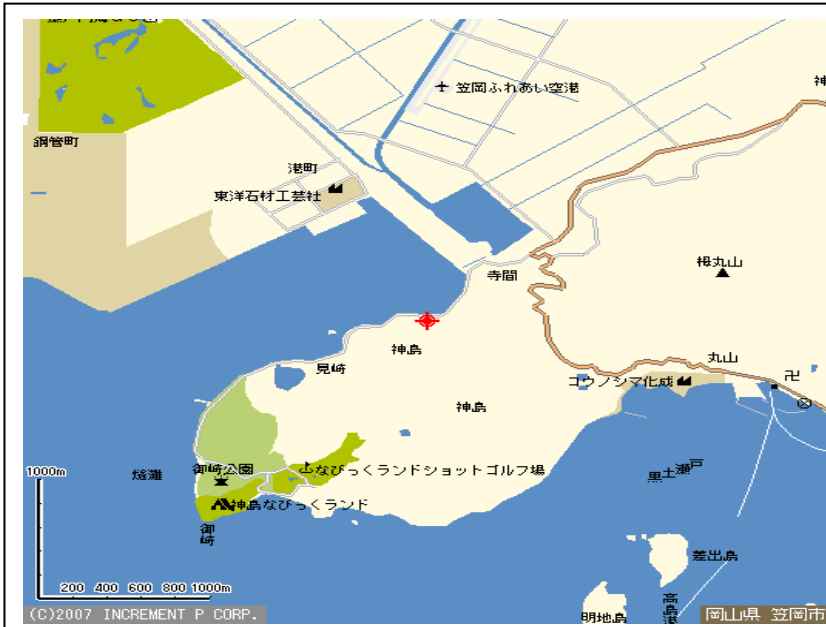 笠岡ふれあい空港
神
鋼管町
港町
東洋石材工芸社
寺間
栂丸山
神島
見崎
丸山
コウノシマ化成
神島
燧灘
御崎公園
なびっくランドショットゴルフ場
黒土瀬戸
神島なびっくランド
御崎
差出島
高島港
明地島
1000m
200 400 600 800 1000m
(C)2007 INCREMENT P CORP.
岡山県 笠岡市